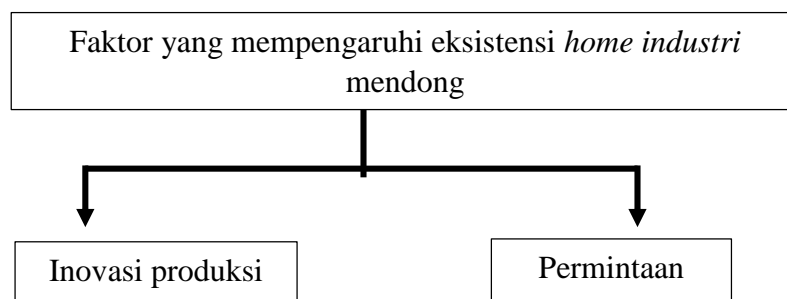 Faktor yang mempengaruhi eksistensi home industri
mendong
Inovasi produksi
Permintaan